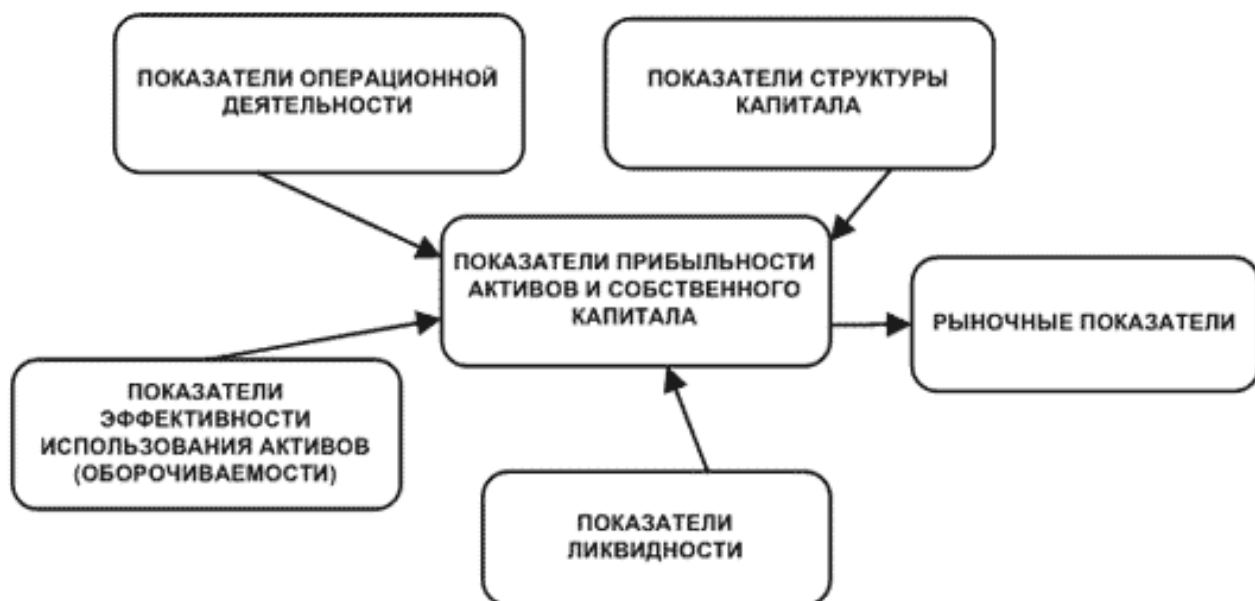 ПОКАЗАТЕЛИ ОПЕРАЦИОННОЙ
ДЕЯТЕЛЬНОСТИ
ПОКАЗАТЕЛИ СТРУКТУРЫ
КАПИТАЛА
ПОКАЗАТЕЛИ ПРИБЫЛЬНОСТИ
АКТИВОВ И СОБСТВЕННОГО
КАПИТАЛА
РЫНОЧНЫЕ ПОКАЗАТЕЛИ
ПОКАЗАТЕЛИ
ЭФФЕКТИВНОСТИ
ИСПОЛЬЗОВАНИЯ АКТИВОВ
(ОБОРОЧИВАЕМОСТИ)
ПОКАЗАТЕЛИ
ЛИКВИДНОСТИ